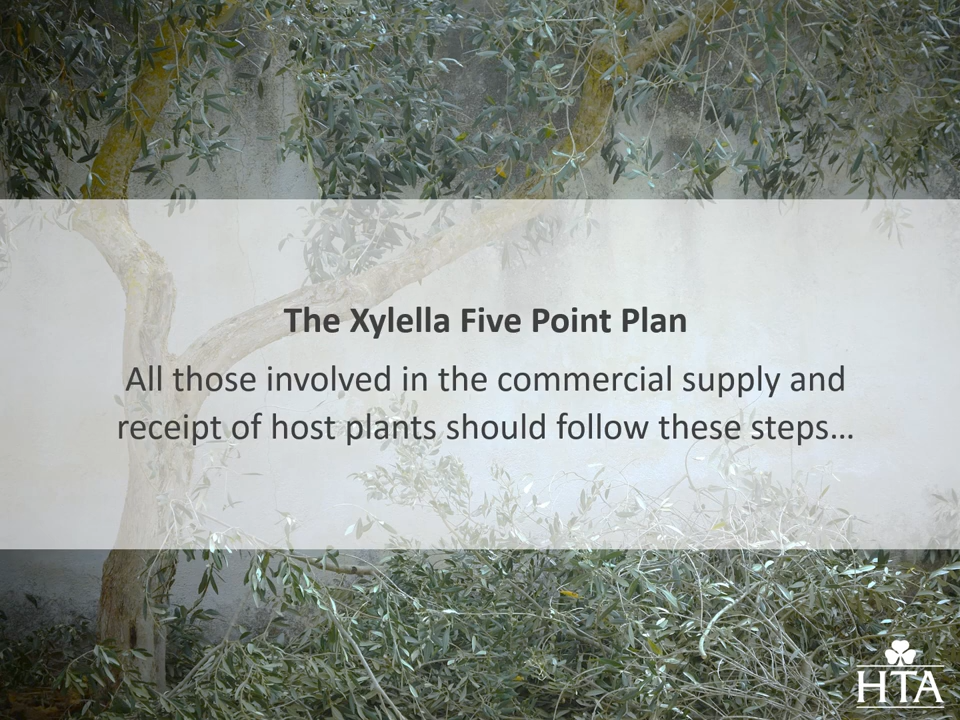 The Xylella Five Point Plan
All those involved in the commercial supply and
receipt of host plants should follow these steps…
HTA